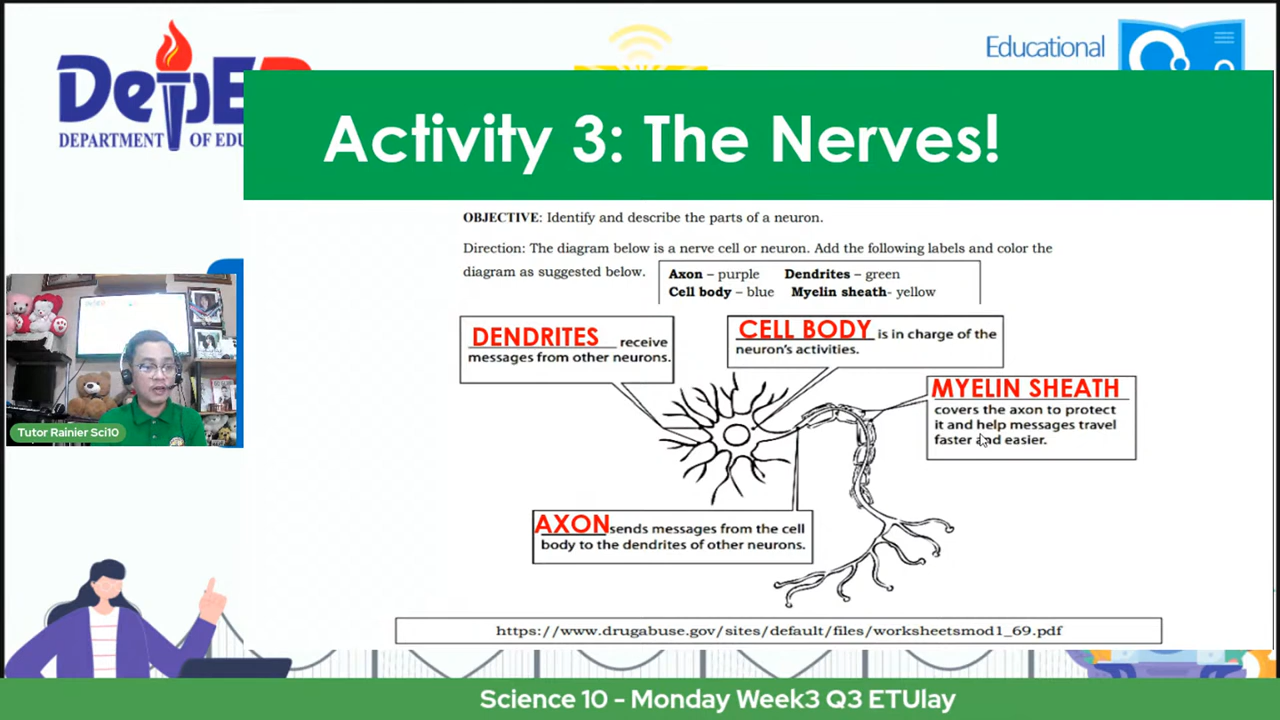 DepED
DEPARTMENT OF EDU
Educational
Activity 3: The Nerves!
OBJECTIVE: Identify and describe the parts of a neuron.
Direction: The diagram below is a nerve cell or neuron. Add the following labels and color the
diagram as suggested below.
Axon – purple Dendrites – green
Cell body – blue Myelin sheath- yellow
DENDRITES receive
messages from other neurons.
CELL BODY is in charge of the
neuron's activities.
MYELIN SHEATH
covers the axon to protect
it and help messages travel
faster and easier.
AXON sends messages from the cell
body to the dendrites of other neurons.
Tutor Rainier Sci10
https://www.drugabuse.gov/sites/default/files/worksheetsmod1_69.pdf
Science 10 - Monday Week3 Q3 ETUlay